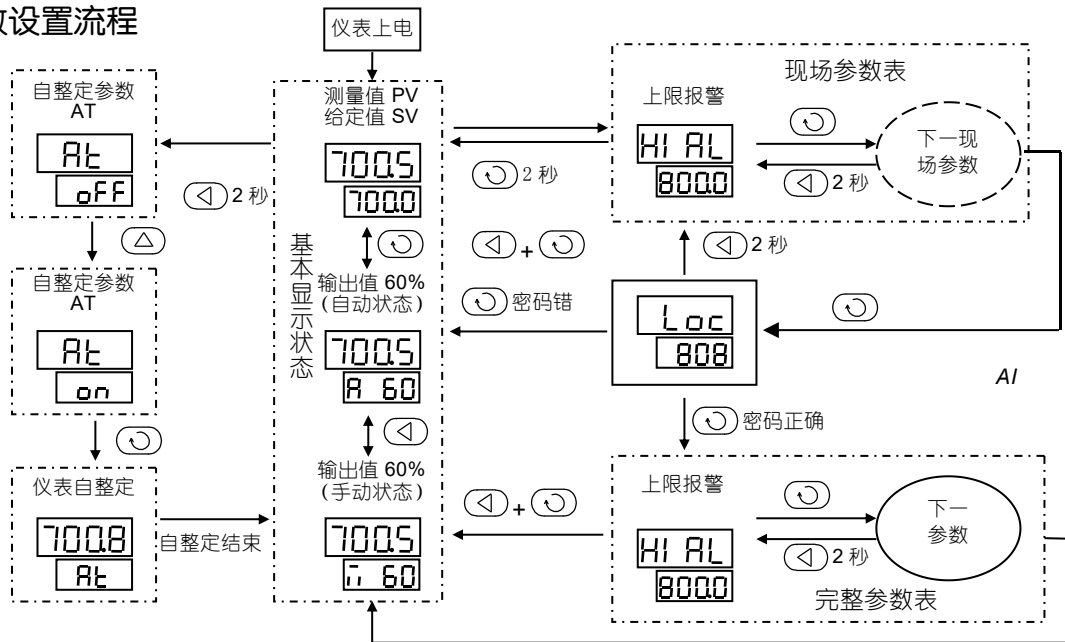 设置流程
仪表上电
自整定参数
AT
At
oFF
2 秒
自整定参数
AT
At
on
仪表自整定
700.8
At
自整定结束
测量值 PV
给定值 SV
700.5
700.0
基本显示状态
输出值 60%
(自动状态)
700.5
A 60
输出值 60%
(手动状态)
700.5
60
2 秒
+
密码错
+
现场参数表
上限报警
HI AL
800.0
2 秒
下一现
场参数
2 秒
Loc
808
AI
密码正确
上限报警
HI AL
800.0
2 秒
下一
参数
完整参数表